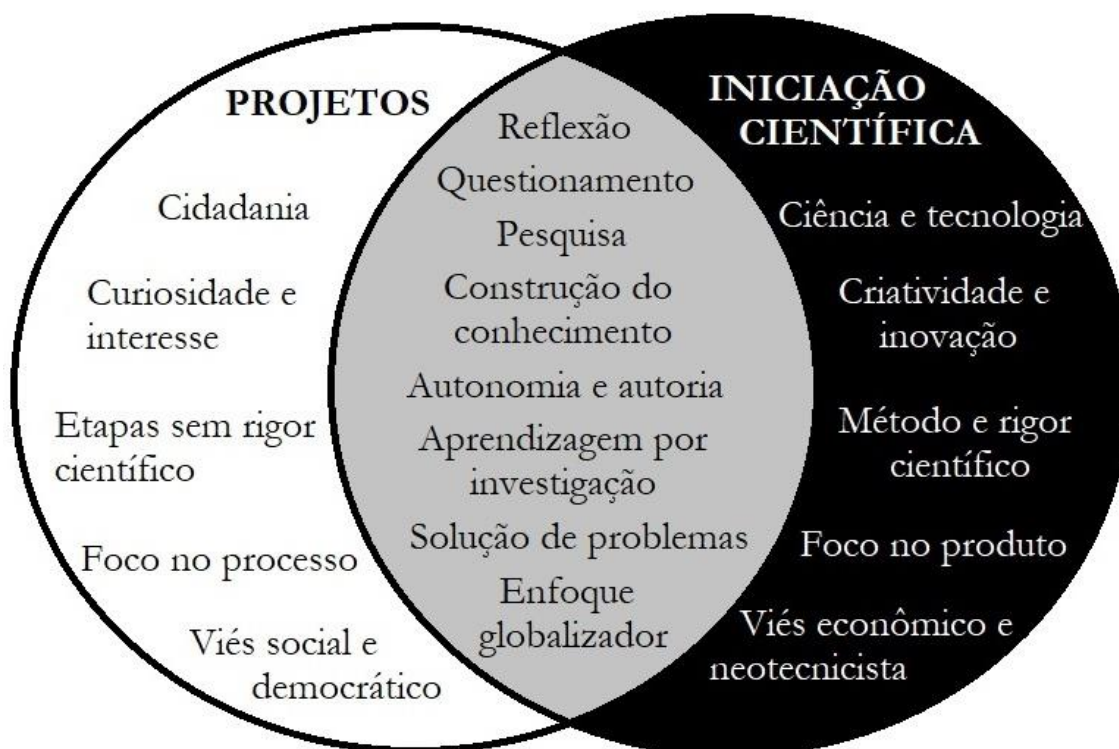 PROJETOS
Cidadania
Curiosidade e
interesse
Etapas sem rigor
científico
Foco no processo
Viés social e
democrático
Reflexão
Questionamento
Pesquisa
Construção do
conhecimento
Autonomia e autoria
Aprendizagem por
investigação
Solução de problemas
Enfoque
globalizador
INICIAÇÃO
CIENTÍFICA
Ciência e tecnologia
Criatividade e
inovação
Método e rigor
científico
Foco no produto
Viés econômico e
neotecnicista